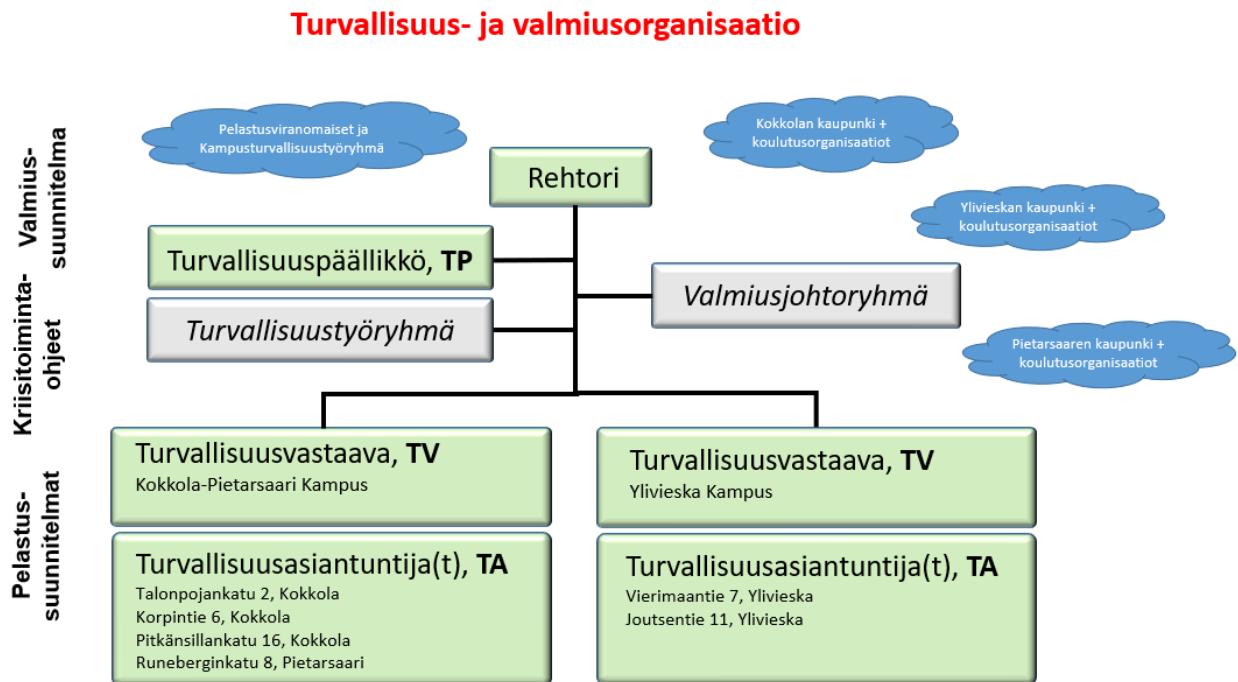 Turvallisuus- ja valmiusorganisaatio
Pelastusviranomaiset ja
Kampusturvallisuustyöryhmä
Kokkolan kaupunki +
koulutusorganisaatiot
Ylivieskan kaupunki +
koulutusorganisaatiot
Pietarsaaren kaupunki +
koulutusorganisaatiot
Valmius-
suunnitelma
Kriisitoiminta-
ohjeet
Pelastus-
suunnitelmat
Rehtori
Turvallisuuspäällikkö, TP
Turvallisuustyöryhmä
Valmiusjohtoryhmä
Turvallisuusvastaava, TV
Kokkola-Pietarsaari Kampus
Turvallisuusasiantuntija(t), TA
Talonpojankatu 2, Kokkola
Korpintie 6, Kokkola
Pitkänsillankatu 16, Kokkola
Runeberginkatu 8, Pietarsaari
Turvallisuusvastaava, TV
Ylivieska Kampus
Turvallisuusasiantuntija(t), TA
Vierimaantie 7, Ylivieska
Joutsentie 11, Ylivieska